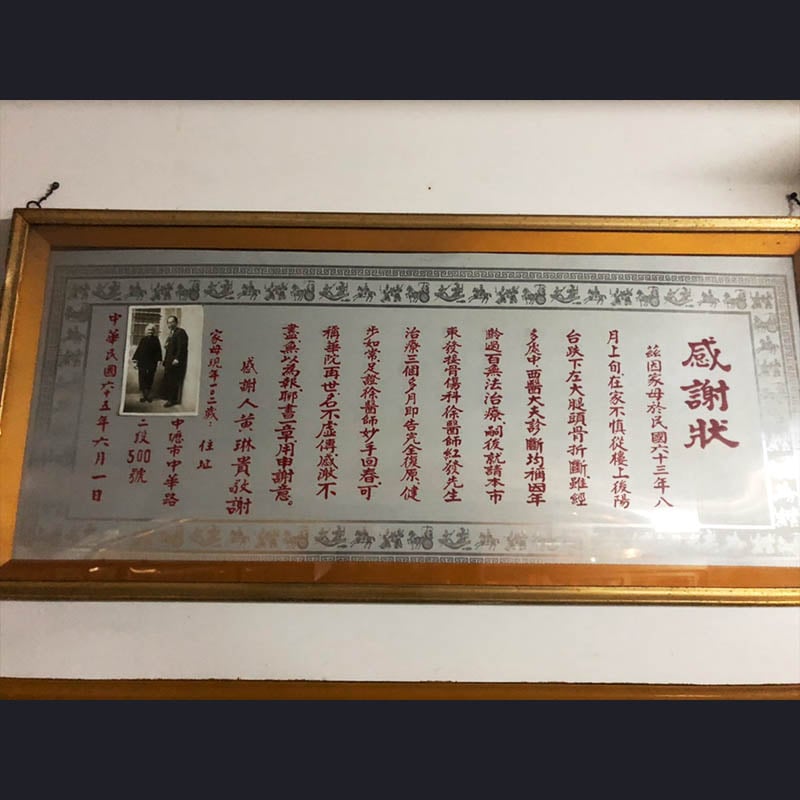 感謝狀
茲因家母於民國六十三年八
月上旬在家不慎從樓上後陽
台跌下左大腿頭骨折斷雖經
多處中西醫大夫診斷均稱因年
齡過百無法治療嗣後就請本市
東發接骨傷科徐醫師紅發先生
治療三個多月即告完全復原健
步如常足證徐醫師妙手回春可
稱華陀再世名不虛傳感激不
盡無以為報聊書一章用申謝意。
感謝人黃琳貴敬謝
家母現年一〇二歲：住址
中壢市中華路
二段500號
中華民國六十五年六月一日